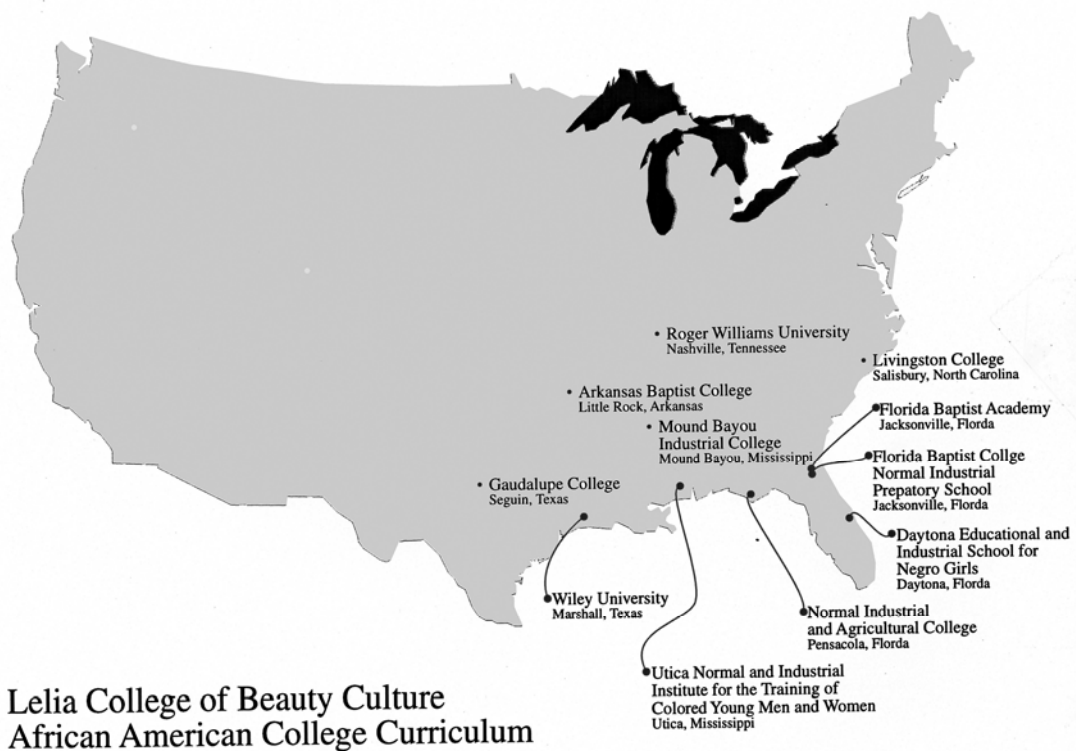 Roger Williams University
Nashville, Tennessee
Livingston College
Salisbury, North Carolina
Arkansas Baptist College
Little Rock, Arkansas
Florida Baptist Academy
Jacksonville, Florda
Mound Bayou
Industrial College
Mound Bayou, Mississippi
Florida Baptist Collge
Normal Industrial
Prepatory School
Jacksonville, Florda
Gaudalupe College
Seguin, Texas
Daytona Educational and
Industrial School for
Negro Girls
Daytona, Florda
Wiley University
Marshall, Texas
Normal Industrial
and Agricultural College
Pensacola, Florda
Utica Normal and Industrial
Institute for the Training of
Colored Young Men and Women
Utica, Mississippi
Lelia College of Beauty Culture
African American College Curriculum